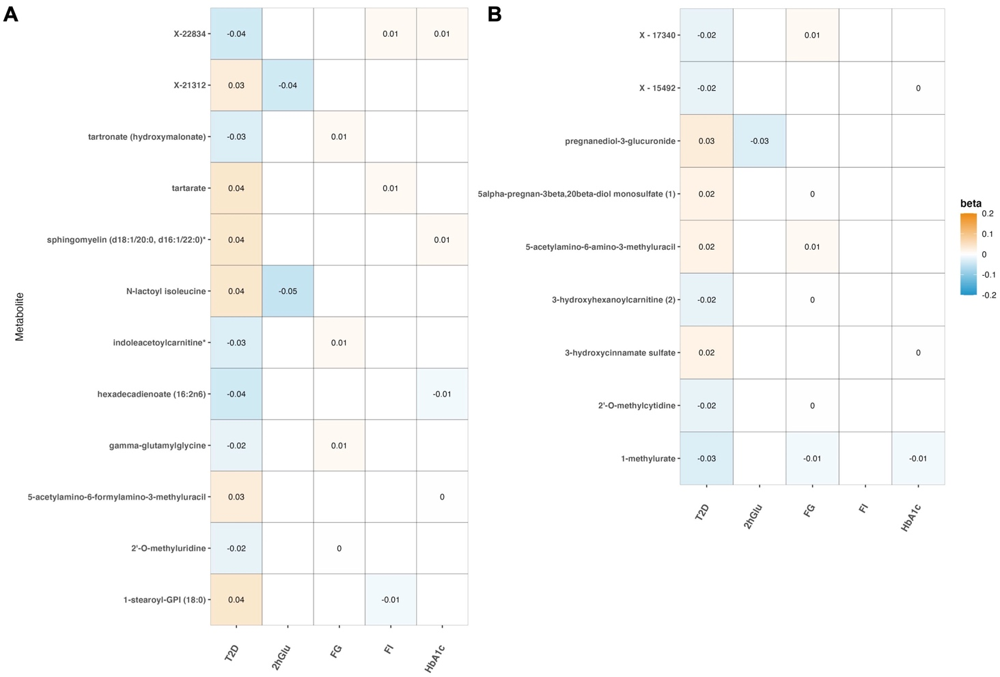 A
X-22834 -0.04 0.01 0.01
X-21312 0.03 -0.04
tartronate (hydroxymalonate) -0.03 0.01
tartarate 0.04 0.01
sphingomyelin (d18:1/20:0, d16:1/22:0)* 0.04 0.01
N-lactoyl isoleucine 0.04 -0.05
indoleacetoylcarnitine* -0.03 0.01
hexadecadienoate (16:2n6) -0.04 -0.01
gamma-glutamylglycine -0.02 0.01
5-acetylamino-6-formylamino-3-methyluracil 0.03 0
2'-O-methyluridine -0.02 0
1-stearoyl-GPI (18:0) 0.04 -0.01
T2D 2hGlu FG FI HbA1c
Metabolite
B
X - 17340 -0.02 0.01
X - 15492 -0.02 0
pregnanediol-3-glucuronide 0.03 -0.03
5alpha-pregnan-3beta,20beta-diol monosulfate (1) 0.02 0
5-acetylamino-6-amino-3-methyluracil 0.02 0.01
3-hydroxyhexanoylcarnitine (2) -0.02 0
3-hydroxycinnamate sulfate 0.02 0
2'-O-methylcytidine -0.02 0
1-methylurate -0.03 -0.01 -0.01
T2D 2hGlu FG FI HbA1c
beta
0.2
0.1
0
-0.1
-0.2